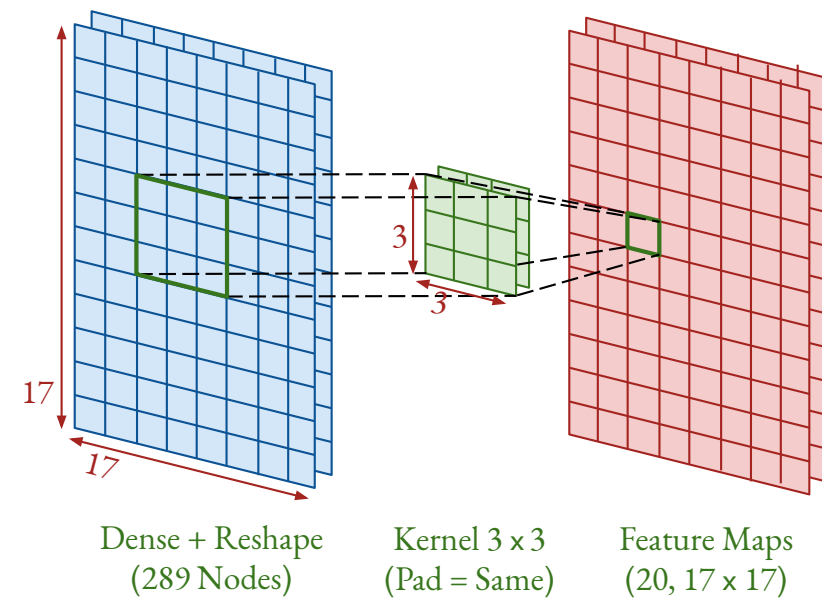 17
17
3
3
Dense + Reshape
(289 Nodes)
Kernel 3 x 3
(Pad = Same)
Feature Maps
(20, 17 x 17)